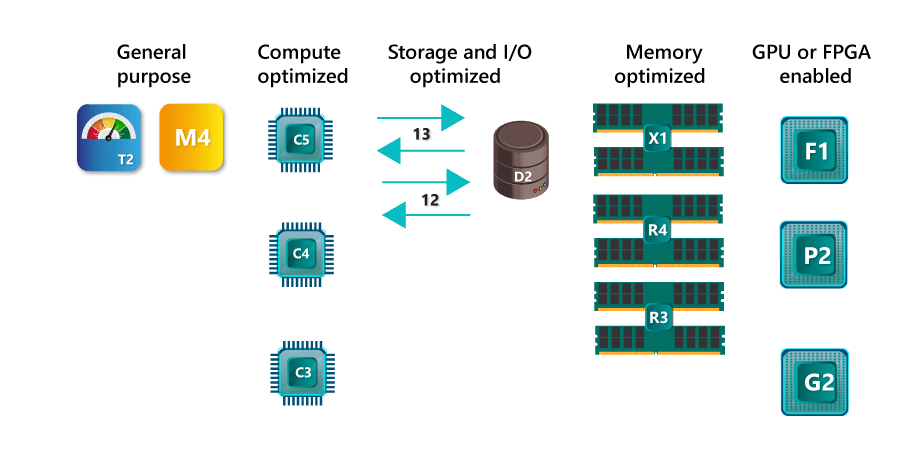 General
purpose
Compute
optimized
Storage and I/O
optimized
Memory
optimized
GPU or FPGA
enabled
T2
M4
C5
13
12
D2
X1
F1
C4
R4
P2
C3
R3
G2